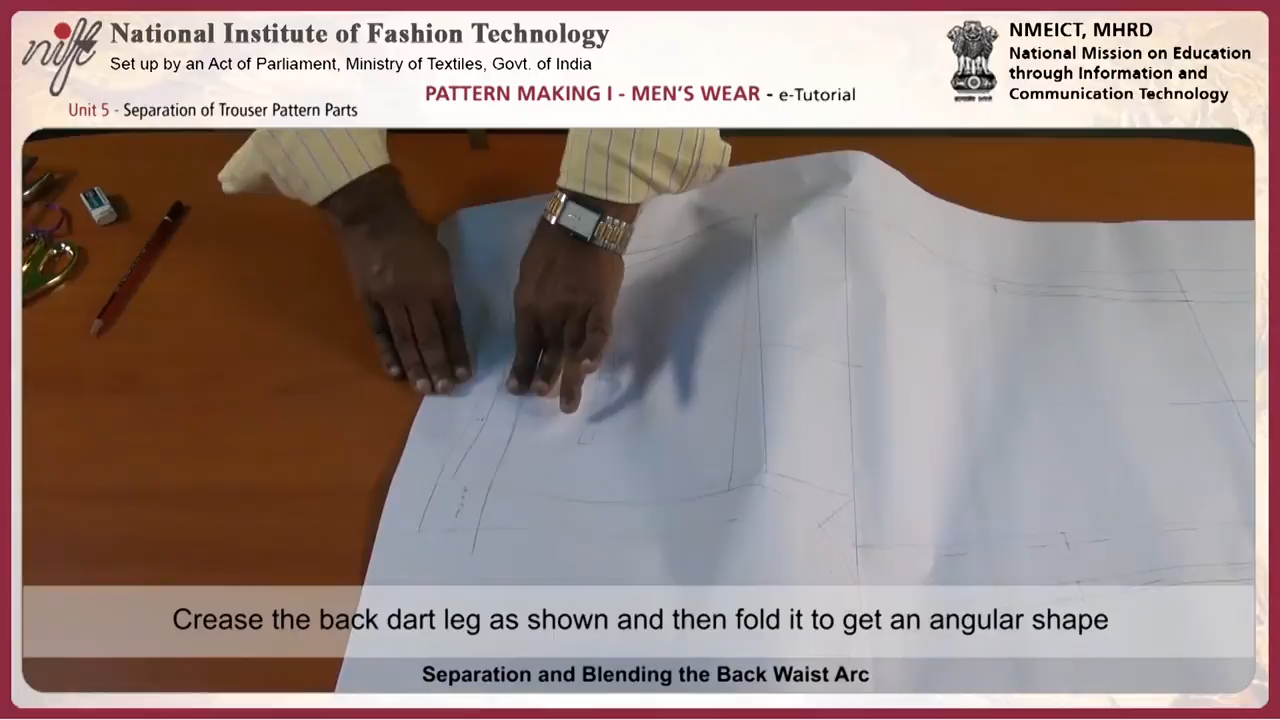 nift
National Institute of Fashion Technology
Set up by an Act of Parliament, Ministry of Textiles, Govt. of India
Unit 5 - Separation of Trouser Pattern Parts
PATTERN MAKING I - MEN'S WEAR - e-Tutorial
NMEICT, MHRD
National Mission on Education
through Information and
Communication Technology
Crease the back dart leg as shown and then fold it to get an angular shape
Separation and Blending the Back Waist Arc